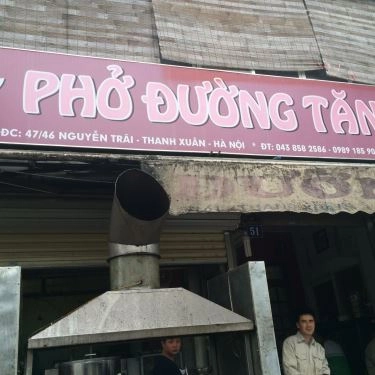 PHỞ ĐƯỜNG TĂN
ĐC: 47/46 NGUYỄN TRÃI - THANH XUÂN - HÀ NỘI * ĐT: 043 858 2586 - 0989 185 90
51